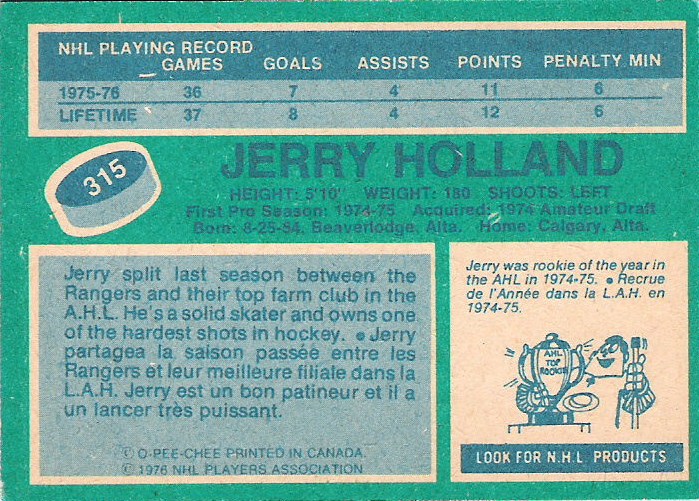 NHL PLAYING RECORD
GAMES GOALS ASSISTS POINTS PENALTY MIN
1975-76 36 7 4 11 6
LIFETIME 37 8 4 12 6
315
JERRY HOLLAND
HEIGHT: 5'10" WEIGHT: 180 SHOOTS: LEFT
First Pro Season: 1974-75 Acquired: 1974 Amateur Draft
Born: 8-25-54, Beaverlodge, Alta. Home: Calgary, Alta.
Jerry split last season between the
Rangers and their top farm club in the
A.H.L. He's a solid skater and owns one
of the hardest shots in hockey. • Jerry
partagea la saison passée entre les
Rangers et leur meilleure filiale dans la
L.A.H. Jerry est un bon patineur et il a
un lancer très puissant.
© O-PEE-CHEE PRINTED IN CANADA.
© 1976 NHL PLAYERS ASSOCIATION
Jerry was rookie of the year in
the AHL in 1974-75. • Recrue
de l'Année dans la L.A.H. en
1974-75.
AHL
TOP
ROOKIE
LOOK FOR N.H.L. PRODUCTS